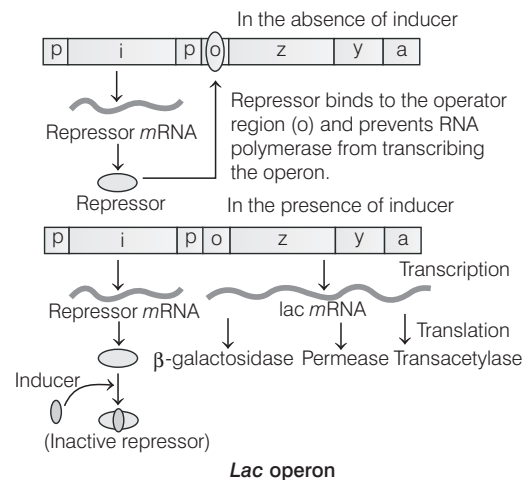 In the absence of inducer
p i p o z y a
Repressor mRNA
Repressor
Repressor binds to the operator
region (o) and prevents RNA
polymerase from transcribing
the operon.
In the presence of inducer
p i p o z y a
Transcription
Repressor mRNA
lac mRNA
Translation
β-galactosidase Permease Transacetylase
Inducer
(Inactive repressor)
Lac operon